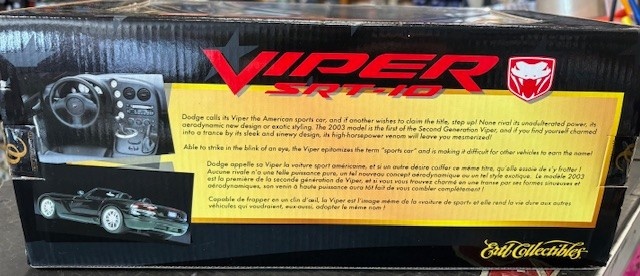 VIPER
SRT-10
Dodge calls its Viper the American sports car, and if another wishes to claim the title, step up! None rival its unadulterated power, its
aerodynamic new design or exotic styling. The 2003 model is the first of the Second Generation Viper, and if you find yourself charmed
into a trance by its sleek and sinewy design, its high-horsepower venom will leave you mesmerized!
Able to strike in the blink of an eye, the Viper epitomizes the term "sports car" and is making it difficult for other vehicles to earn the name!
Dodge appelle sa Viper la voiture sport américaine, et si un autre désire coiffer ce même titre, qu'elle essaie de s'y frotter !
Aucune rivale n'a une telle puissance pure, un tel nouveau concept aérodynamique ou un tel style exotique. Le modèle 2003
est la première de la seconde génération de Viper, et si vous vous trouvez charmé en une transe par ses formes sinueuses et
aérodynamiques, son venin à haute puissance aura tôt fait de vous combler complètement !
Capable de frapper en un clin d'œil, la Viper est l'image même de la «voiture de sport» et elle rend la vie dure aux autres
véhicules qui voudraient, eux-aussi, adopter le même nom !
Ertl Collectibles